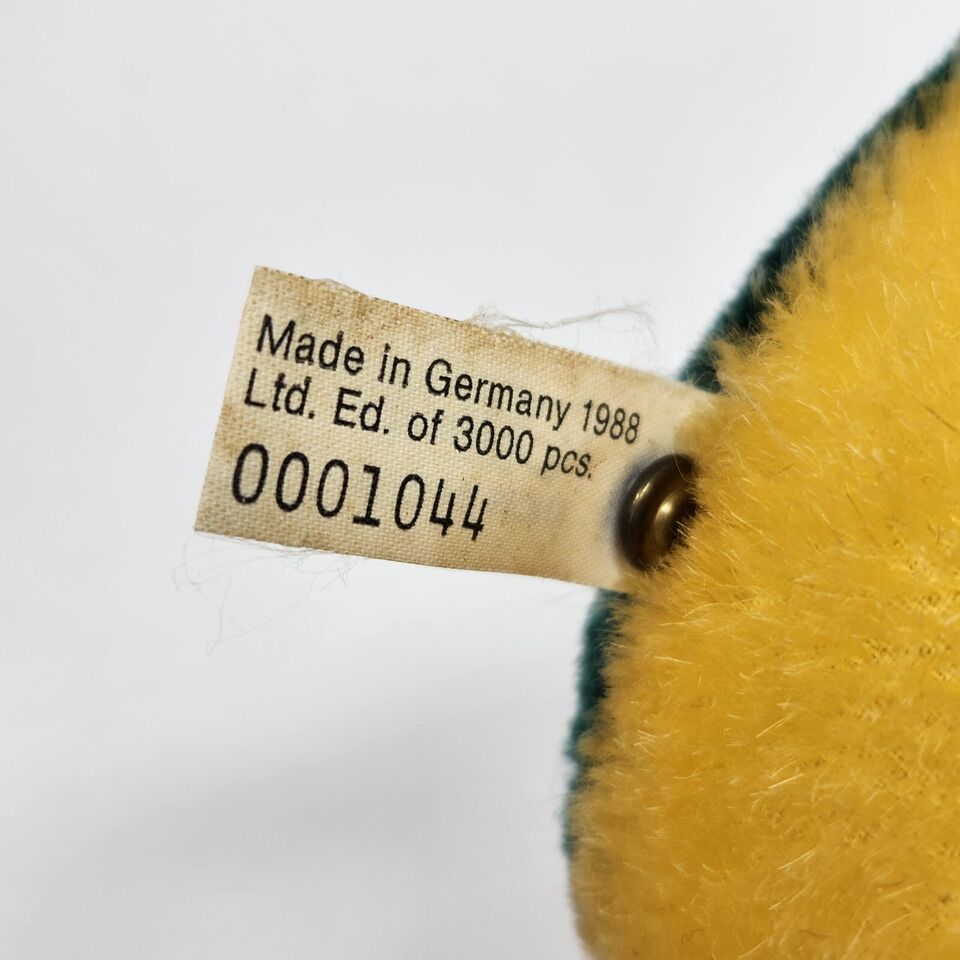 Made in Germany 1988
Ltd. Ed. of 3000 pcs.
0001044